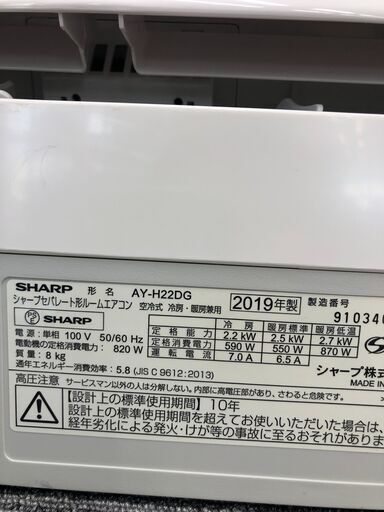 SHARP 形名 AY-H22DG
シャープセパレート形ルームエアコン 空冷式 冷房・暖房兼用 2019年製 製造番号
PSE SHARP 91034
定格能力 冷房 2.2 kW 暖房標準 2.5 kW 暖房低温 2.7 kW
電源:単相 100 V 50/60 Hz 定格消費電力 590 W 550 W 870 W
電動機の定格消費電力: 820 W 運転電流 7.0 A 6.5 A
質量: 8 kg シャープ株式
通年エネルギー消費効率: 5.8 (JIS C 9612:2013) MADE IN
高圧注意 サービスマン以外の人は分解しないでください。内部に高電圧部があり、さわると危険です。
【設計上の標準使用期間】10年
設計上の標準使用期間を超えてお使いいただいた場合は、
経年劣化による発火・けが等の事故に至るおそれがあります